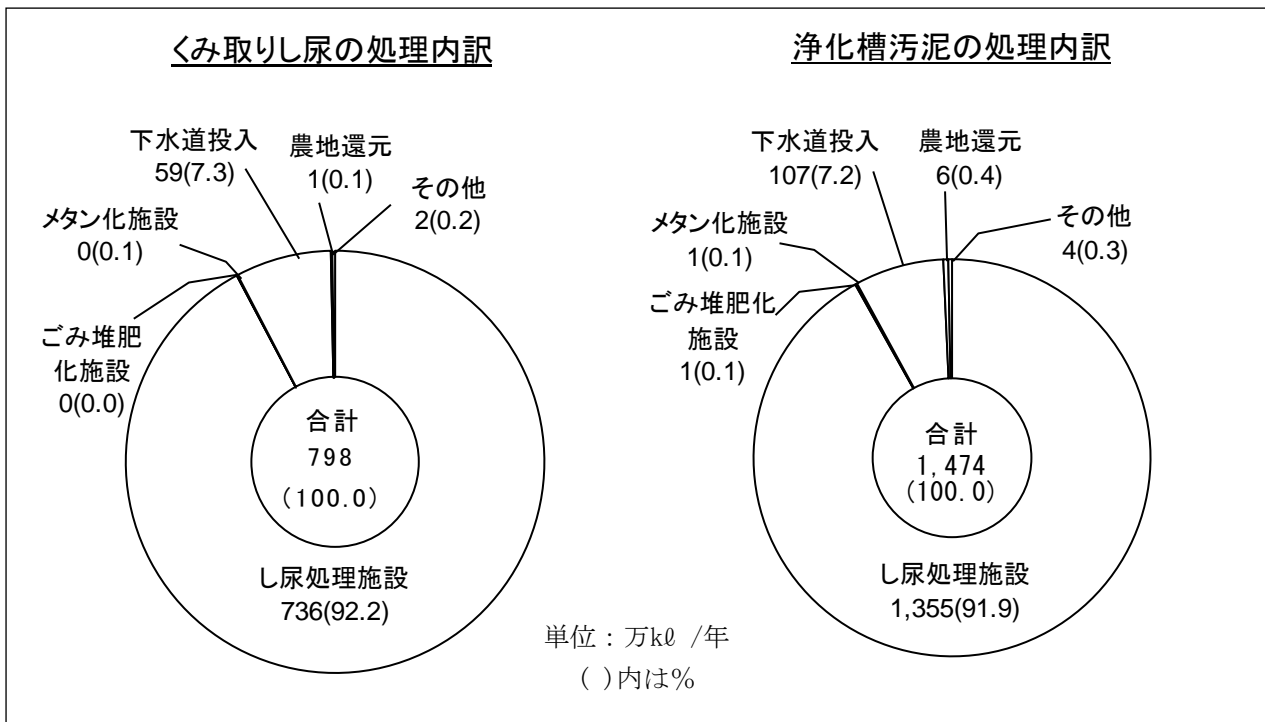 くみ取りし尿の処理内訳
下水道投入
59(7.3)
農地還元
1(0.1)
その他
2(0.2)
メタン化施設
0(0.1)
ごみ堆肥
化施設
0(0.0)
合計
798
(100.0)
し尿処理施設
736(92.2)
浄化槽汚泥の処理内訳
下水道投入
107(7.2)
農地還元
6(0.4)
その他
4(0.3)
メタン化施設
1(0.1)
ごみ堆肥化
施設
1(0.1)
合計
1,474
(100.0)
し尿処理施設
1,355(91.9)
単位：万kℓ /年
( )内は%